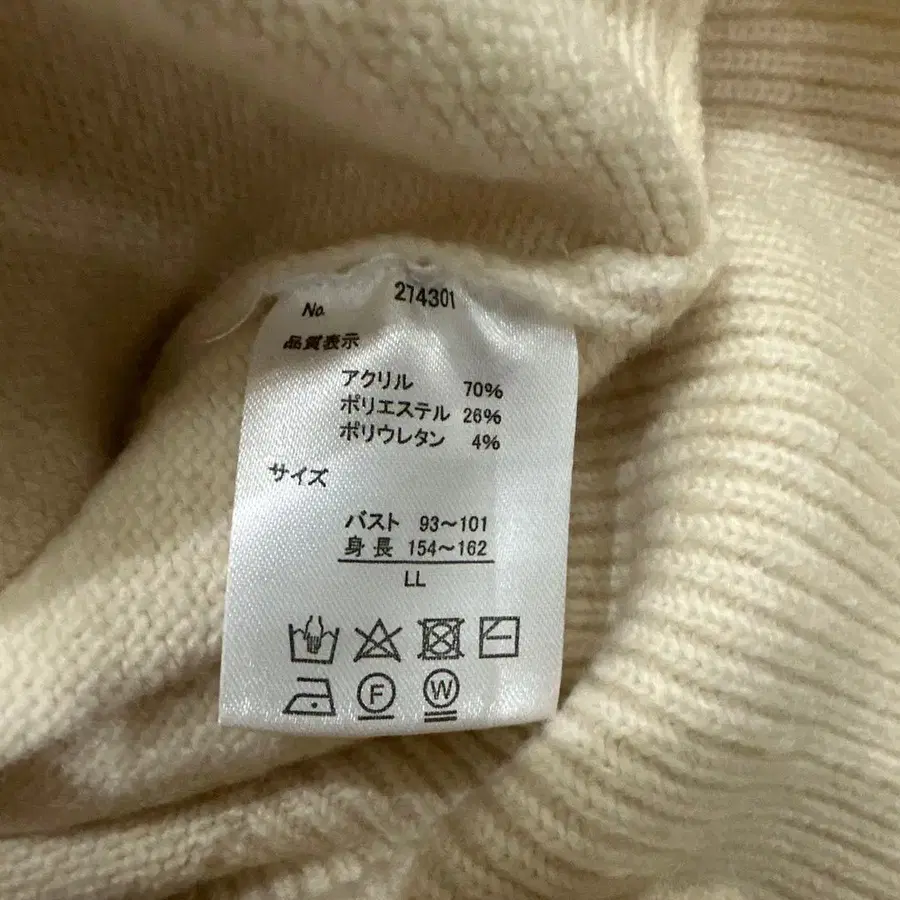 No. 274301
品質表示
アクリル 70%
ポリエステル 26%
ポリウレタン 4%
サイズ
バスト 93〜101
身長 154〜162
LL
F W